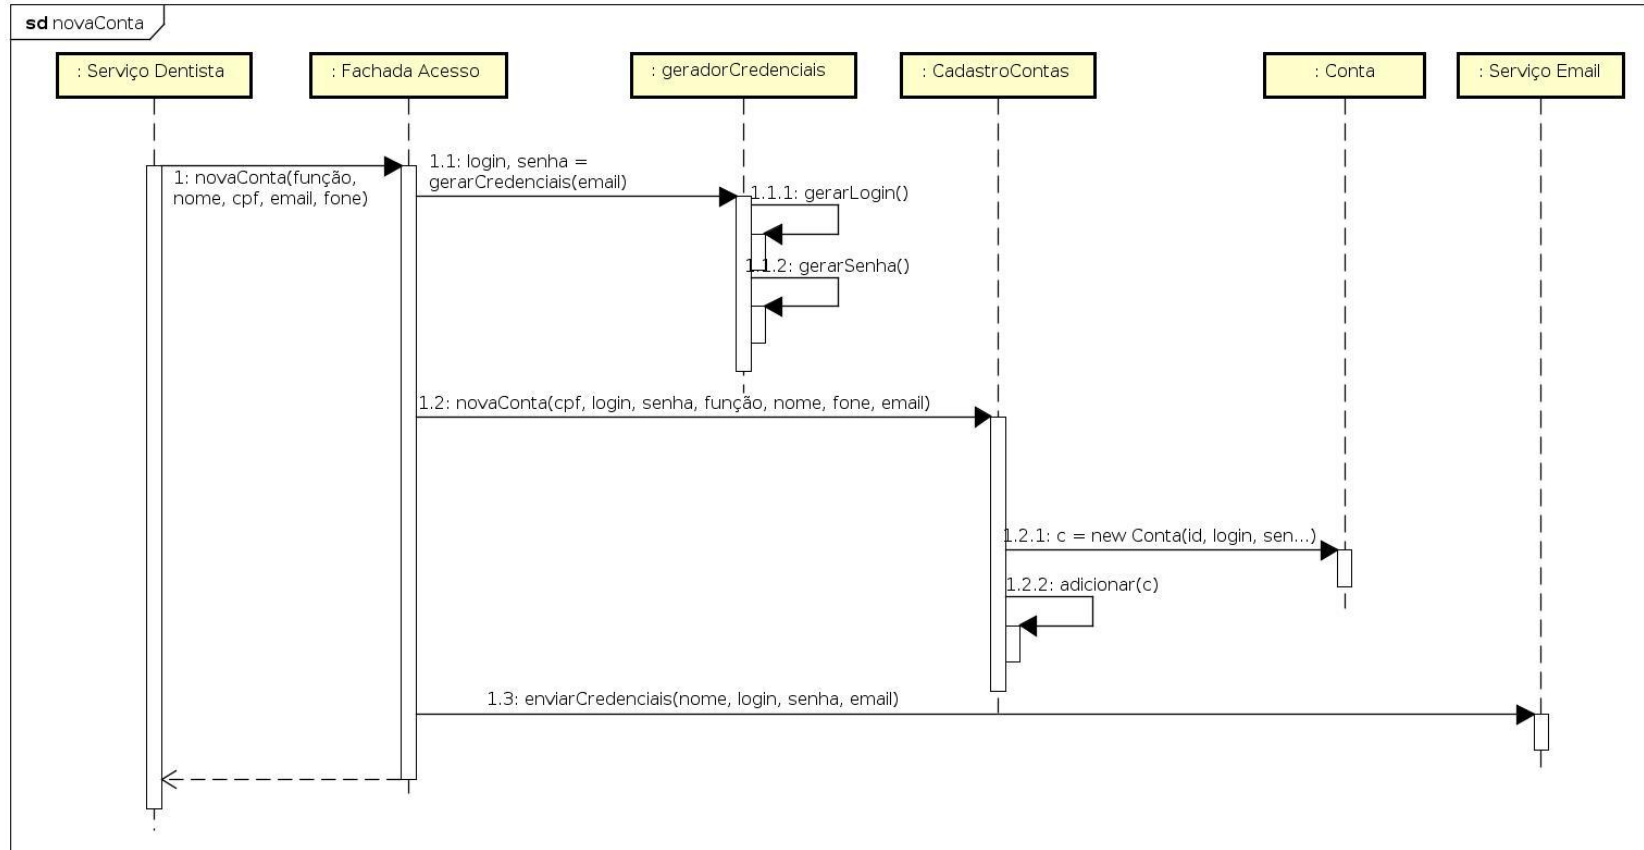 sd novaConta
: Serviço Dentista
: Fachada Acesso
: geradorCredenciais
: CadastroContas
: Conta
: Serviço Email
1: novaConta(função,
nome, cpf, email, fone)
1.1: login, senha =
gerarCredenciais(email)
1.1.1: gerarLogin()
1.1.2: gerarSenha()
1.2: novaConta(cpf, login, senha, função, nome, fone, email)
1.2.1: c = new Conta(id, login, sen...)
1.2.2: adicionar(c)
1.3: enviarCredenciais(nome, login, senha, email)